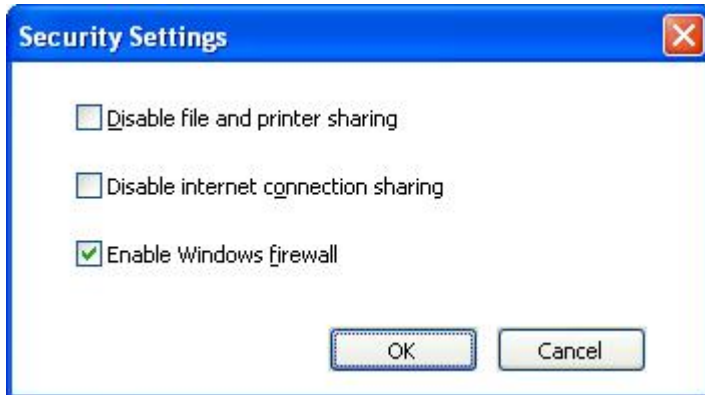 Security Settings
Disable file and printer sharing
Disable internet connection sharing
Enable Windows firewall
OK Cancel